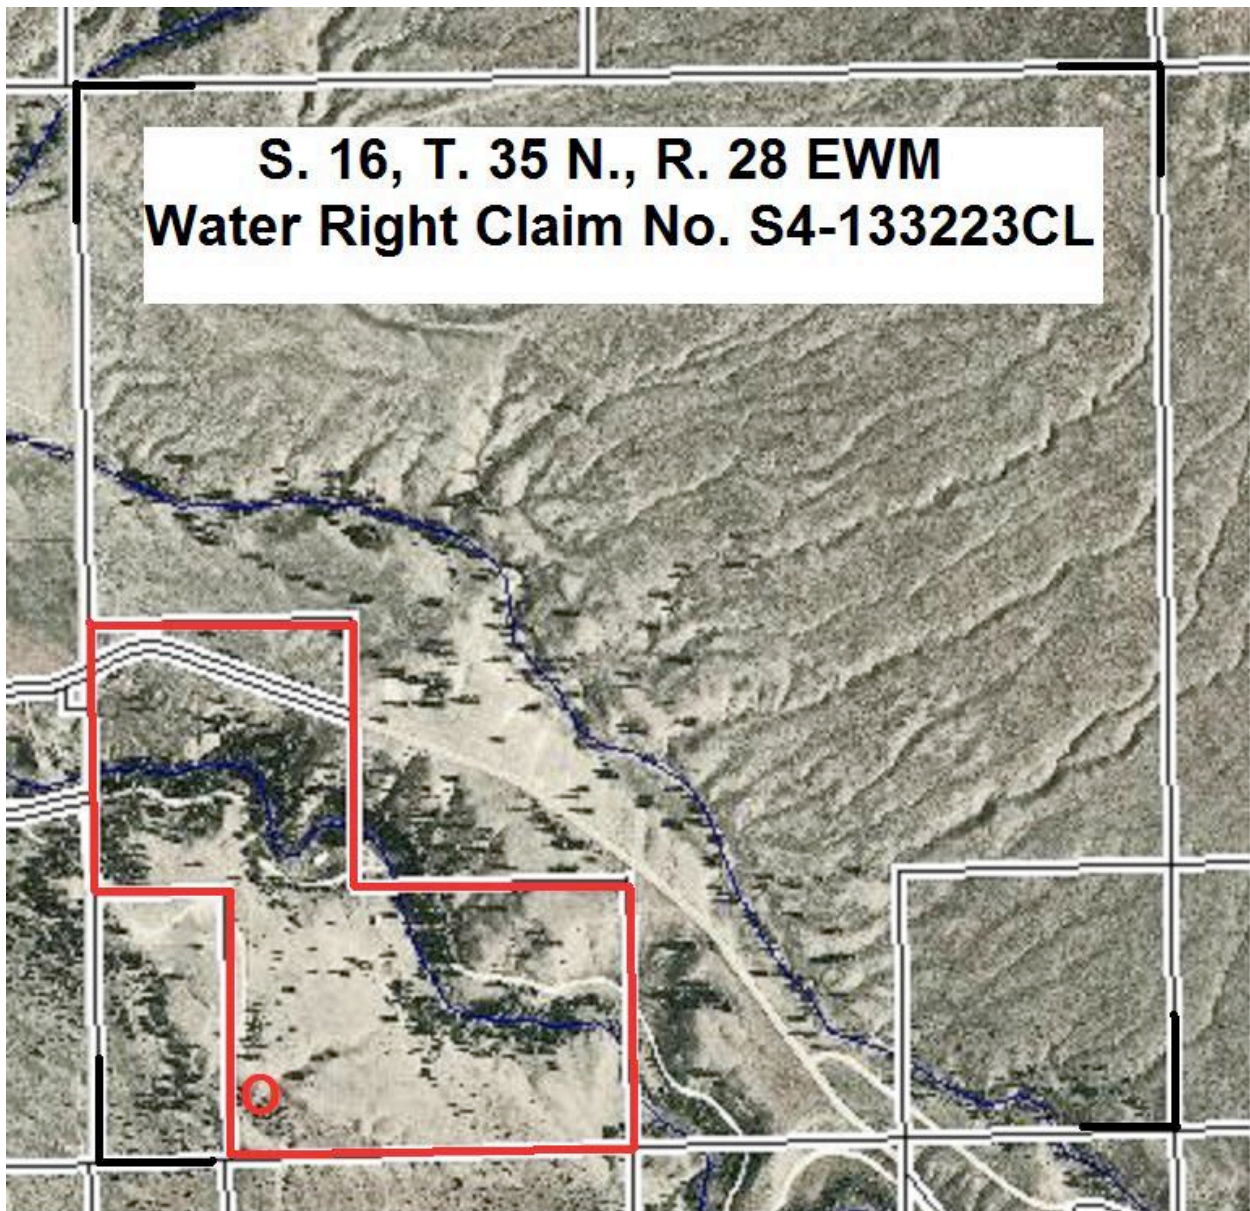 S. 16, T. 35 N., R. 28 EWM
Water Right Claim No. S4-133223CL
O